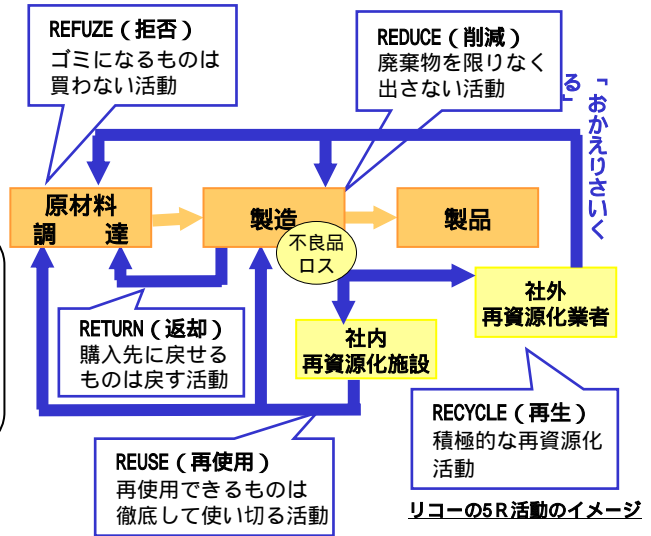 REFUZE（拒否）
ゴミになるものは
買わない活動
REDUCE（削減）
廃棄物を限りなく
出さない活動
「おかえりさいく
る」
原材料
調　　達
製造
製品
不良品
ロス
社外
再資源化業者
社内
再資源化施設
RETURN（返却）
購入先に戻せる
ものは戻す活動
RECYCLE（再生）
積極的な再資源化
活動
REUSE（再使用）
再使用できるものは
徹底して使い切る活動
リコーの5R活動のイメージ